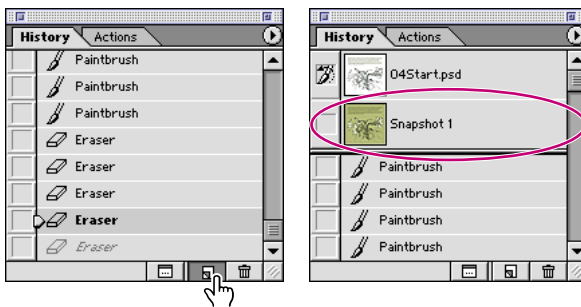 History Actions
Paintbrush
Paintbrush
Paintbrush
Eraser
Eraser
Eraser
Eraser
Eraser
History Actions
04Start.psd
Snapshot 1
Paintbrush
Paintbrush
Paintbrush
Paintbrush